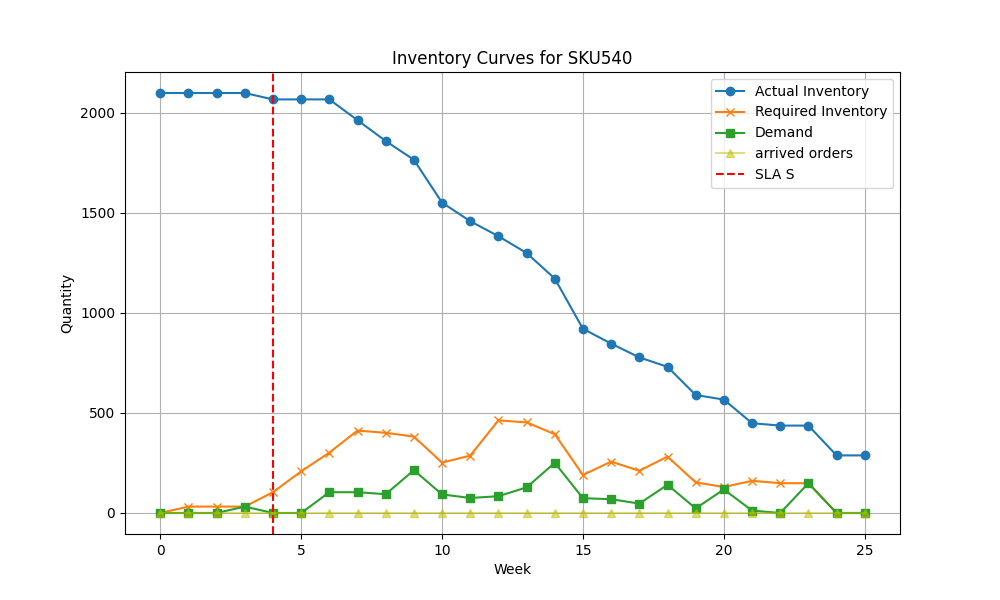 Inventory Curves for SKU540
Actual Inventory
Required Inventory
Demand
arrived orders
SLA S
Quantity
2000
1500
1000
500
0
0 5 10 15 20 25
Week